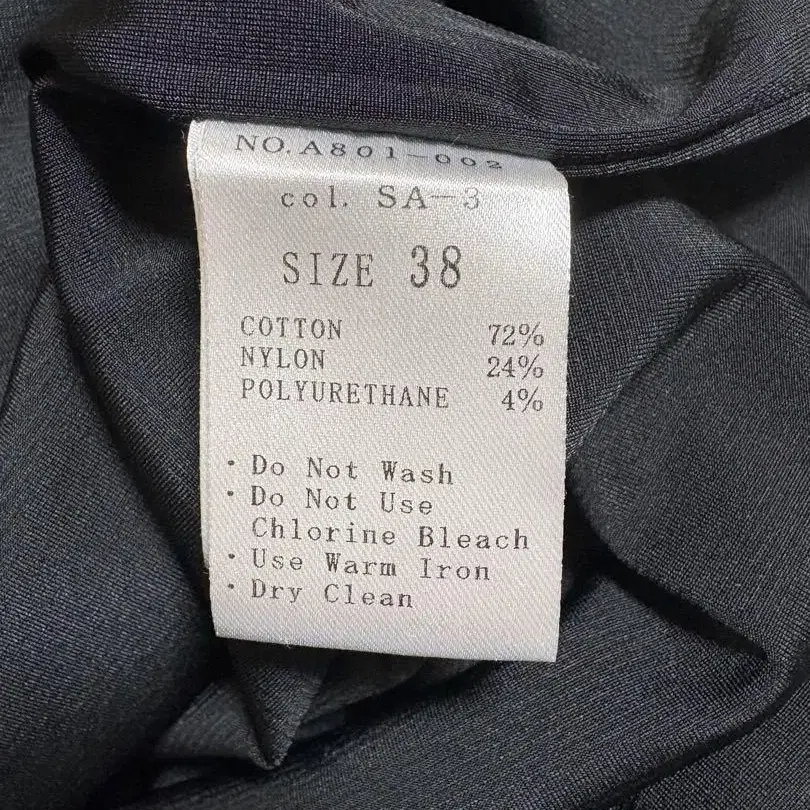 NO. A801-002
col. SA-3
SIZE 38
COTTON 72%
NYLON 24%
POLYURETHANE 4%
・Do Not Wash
・Do Not Use
Chlorine Bleach
・Use Warm Iron
・Dry Clean